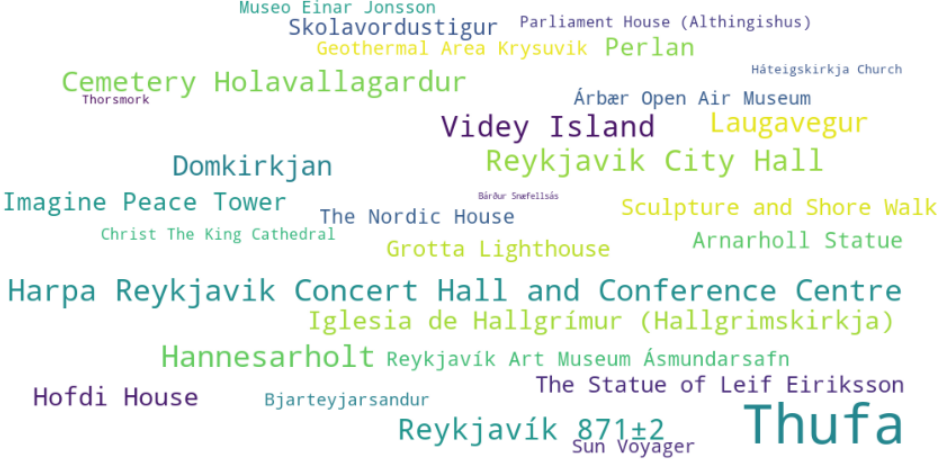 Museo Einar Jonsson
Skolavordustigur
Parliament House (Althingishus)
Geothermal Area Krysuvik
Perlan
Háteigskirkja Church
Cemetery Holavallagardur
Thorsmork
Árbær Open Air Museum
Videy Island
Laugavegur
Domkirkjan
Reykjavik City Hall
Imagine Peace Tower
Bárður Snæfellsás
The Nordic House
Sculpture and Shore Walk
Christ The King Cathedral
Grotta Lighthouse
Arnarholl Statue
Harpa Reykjavik Concert Hall and Conference Centre
Iglesia de Hallgrímur (Hallgrimskirkja)
Hannesarholt
Reykjavík Art Museum Ásmundarsafn
The Statue of Leif Eiriksson
Hofdi House
Bjarteyjarsandur
Reykjavík 871±2
Thufa
Sun Voyager